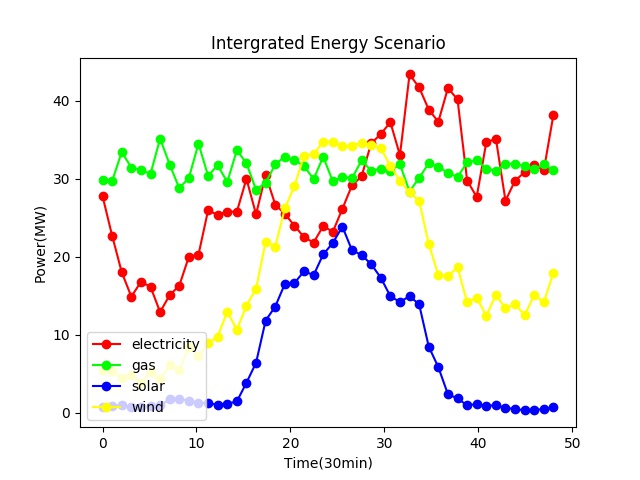 Intergrated Energy Scenario
Power(MW)
40
30
20
10
0
electricity
gas
solar
wind
0 10 20 30 40 50
Time(30min)